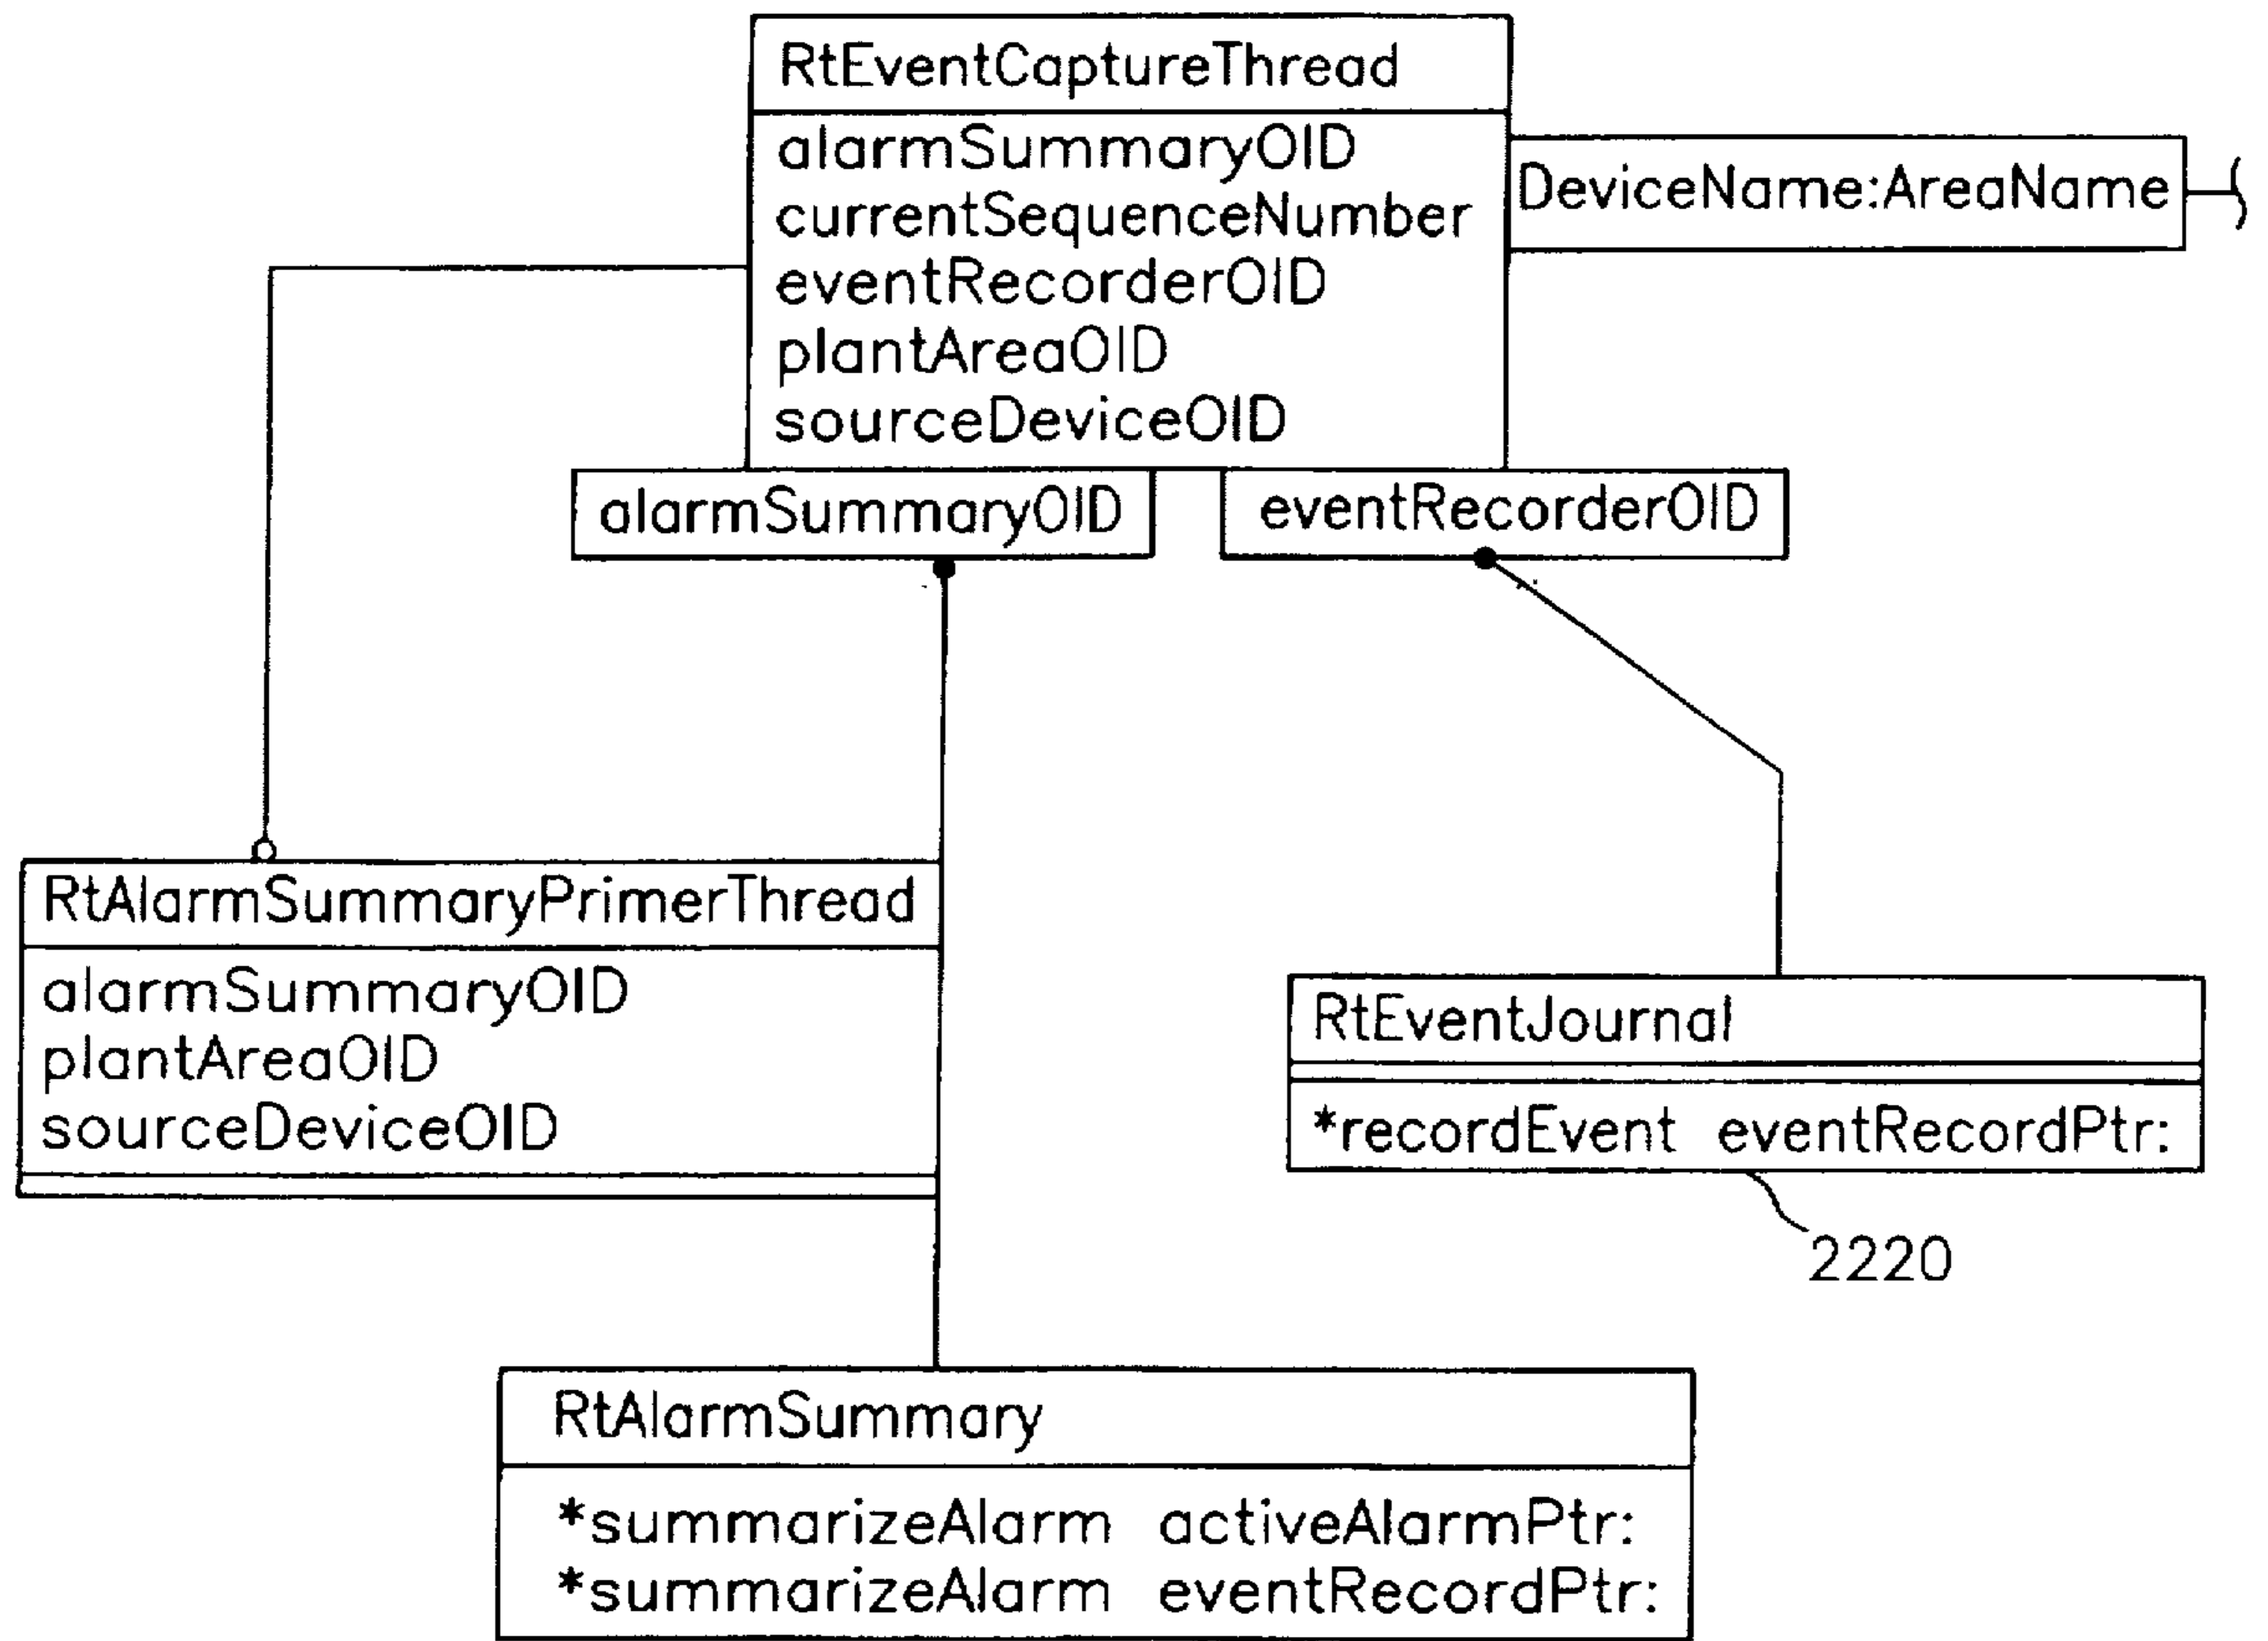 RtEventCaptureThread
alarmSummaryOID
currentSequenceNumber
eventRecorderOID
plantAreaOID
sourceDeviceOID
DeviceName:AreaName
alarmSummaryOID
eventRecorderOID
RtAlarmSummaryPrimerThread
alarmSummaryOID
plantAreaOID
sourceDeviceOID
RtEventJournal
*recordEvent eventRecordPtr:
2220
RtAlarmSummary
*summarizeAlarm activeAlarmPtr:
*summarizeAlarm eventRecordPtr: